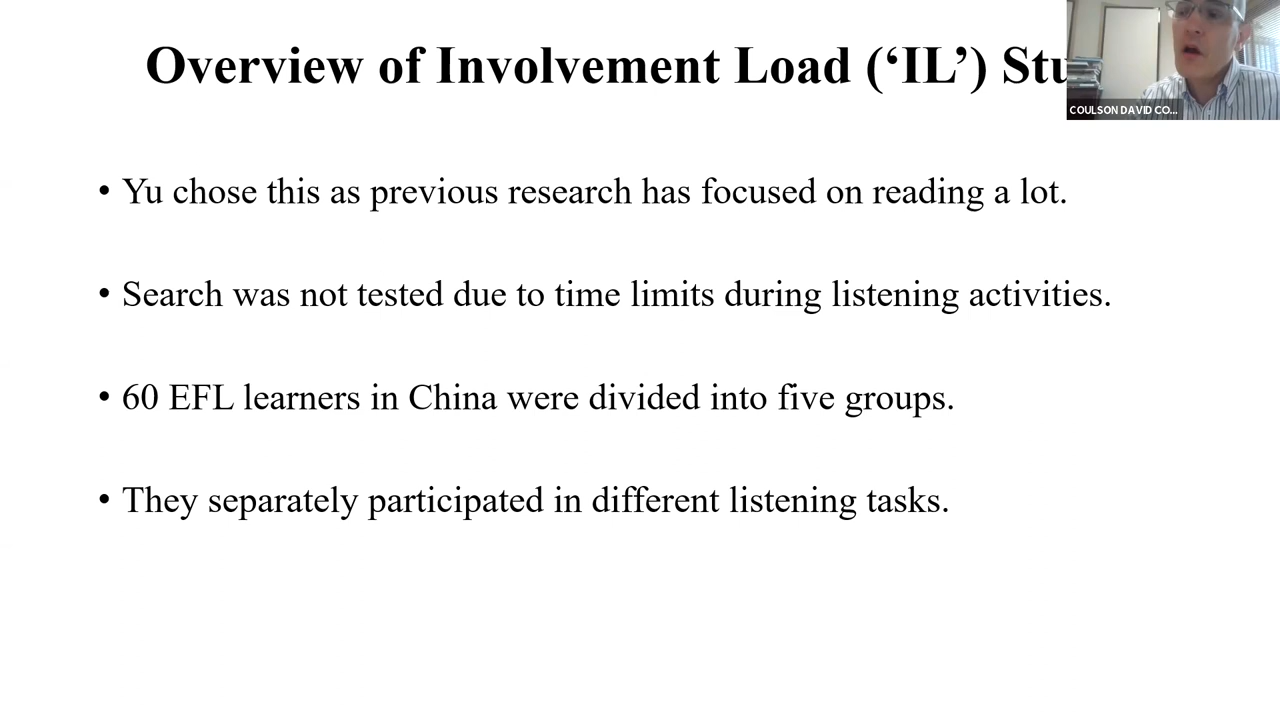 Overview of Involvement Load (‘IL’)
COULSON DAVID CO...
• Yu chose this as previous research has focused on reading a lot.
• Search was not tested due to time limits during listening activities.
• 60 EFL learners in China were divided into five groups.
• They separately participated in different listening tasks.